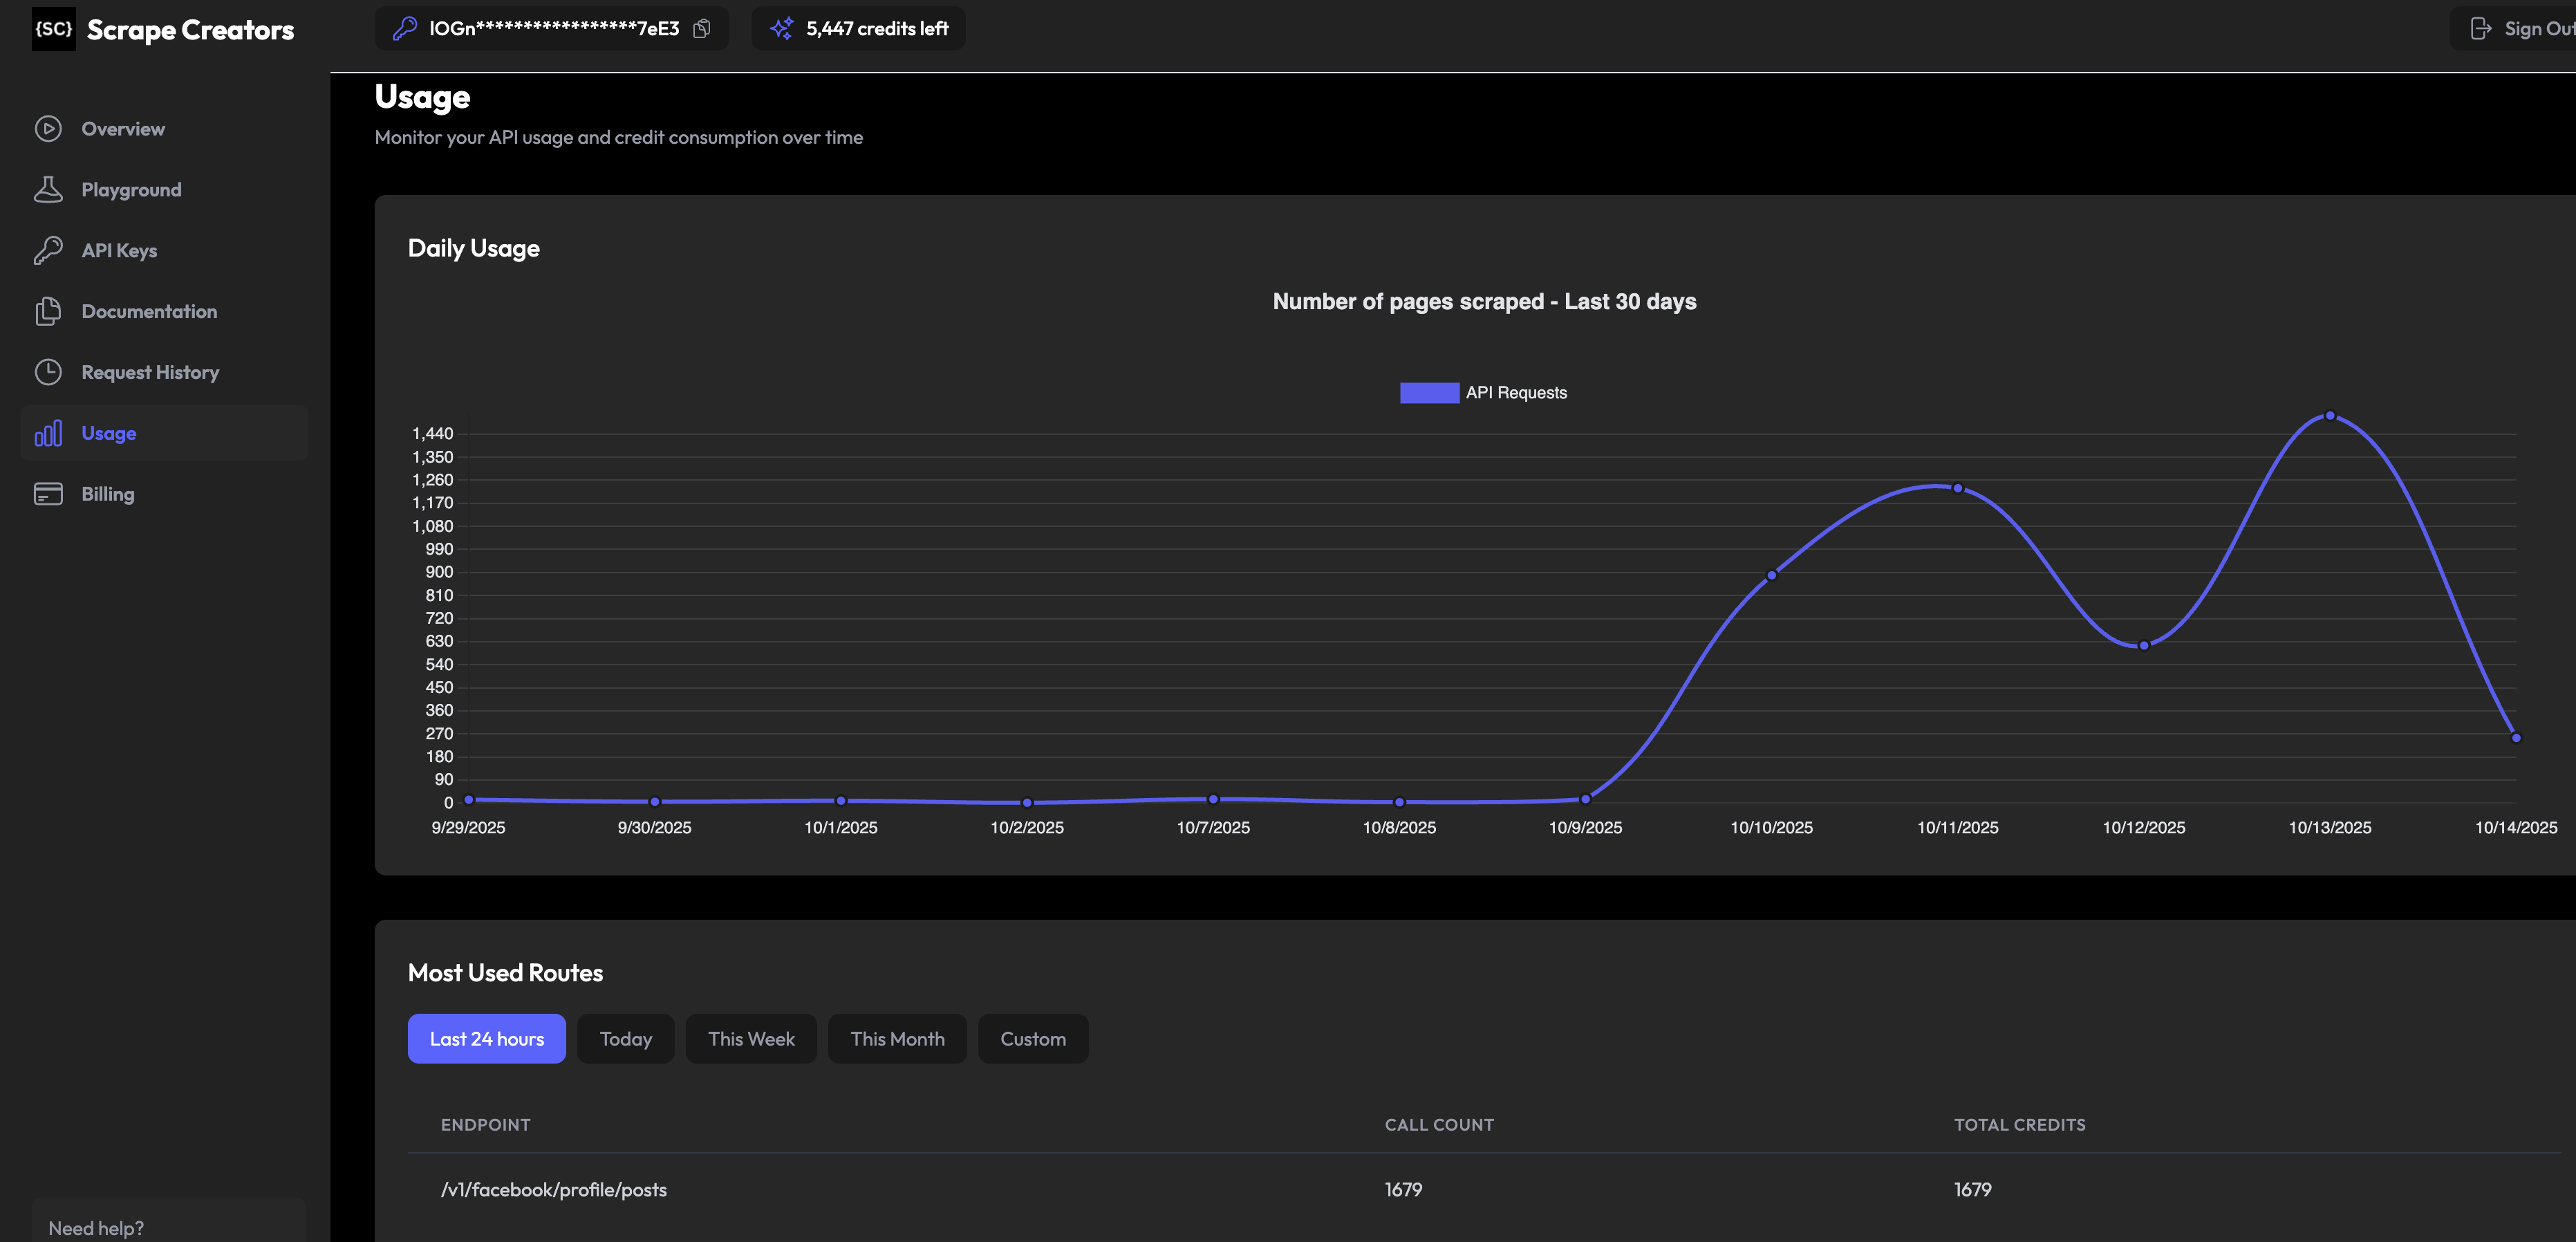 {SC} Scrape Creators
lOGn*****************7eE3
5,447 credits left
Sign Out
Overview
Playground
API Keys
Documentation
Request History
Usage
Billing
Need help?
Usage
Monitor your API usage and credit consumption over time
Daily Usage
Number of pages scraped - Last 30 days
API Requests
1,440
1,350
1,260
1,170
1,080
990
900
810
720
630
540
450
360
270
180
90
0
9/29/2025 9/30/2025 10/1/2025 10/2/2025 10/7/2025 10/8/2025 10/9/2025 10/10/2025 10/11/2025 10/12/2025 10/13/2025 10/14/2025
Most Used Routes
Last 24 hours Today This Week This Month Custom
ENDPOINT CALL COUNT TOTAL CREDITS
/v1/facebook/profile/posts 1679 1679